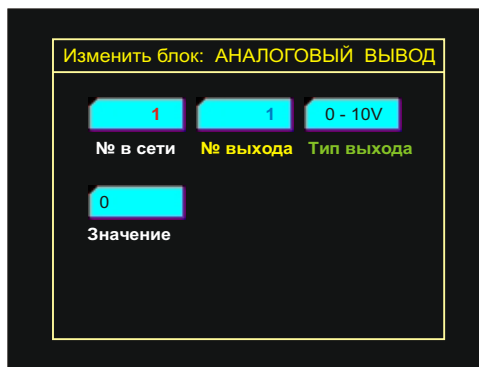 Изменить блок: АНАЛОГОВЫЙ ВЫВОД
1 1 0 - 10V
№ в сети № выхода Тип выхода
0
Значение